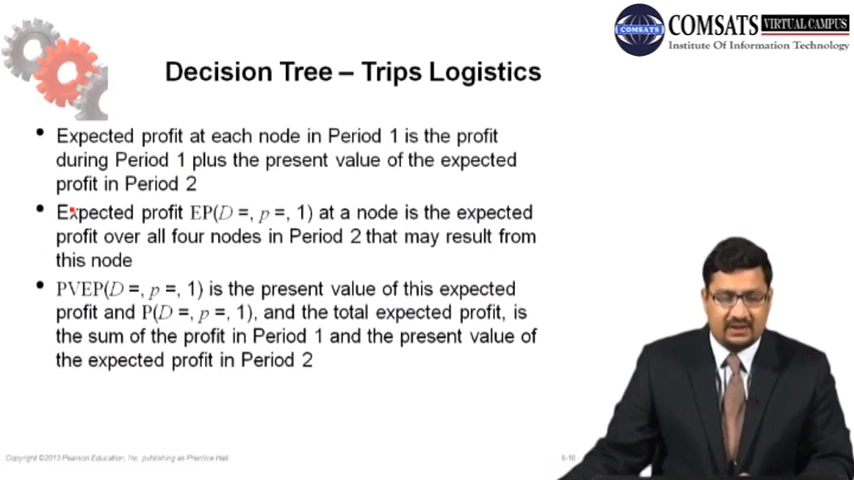 COMSATS VIRTUAL CAMPUS
Institute Of Information Technology
COMSATS
Decision Tree – Trips Logistics
• Expected profit at each node in Period 1 is the profit
during Period 1 plus the present value of the expected
profit in Period 2
• Expected profit EP(D =, p =, 1) at a node is the expected
profit over all four nodes in Period 2 that may result from
this node
• PVEP(D =, p =, 1) is the present value of this expected
profit and P(D =, p =, 1), and the total expected profit, is
the sum of the profit in Period 1 and the present value of
the expected profit in Period 2
Copyright ©2013 Pearson Education, Inc. publishing as Prentice Hall.